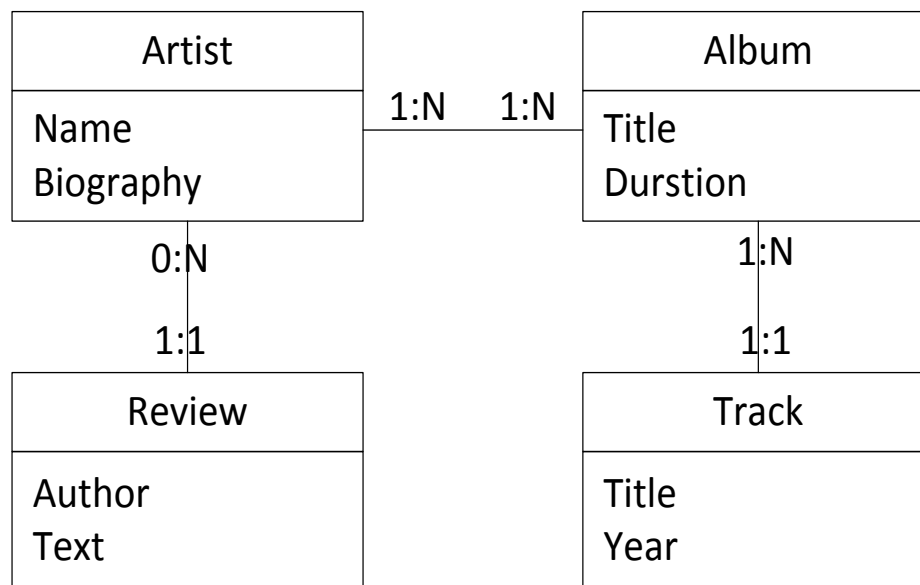 Artist
Name
Biography
1:N 1:N
Album
Title
Durstion
0:N
1:1
1:N
1:1
Review
Author
Text
Track
Title
Year